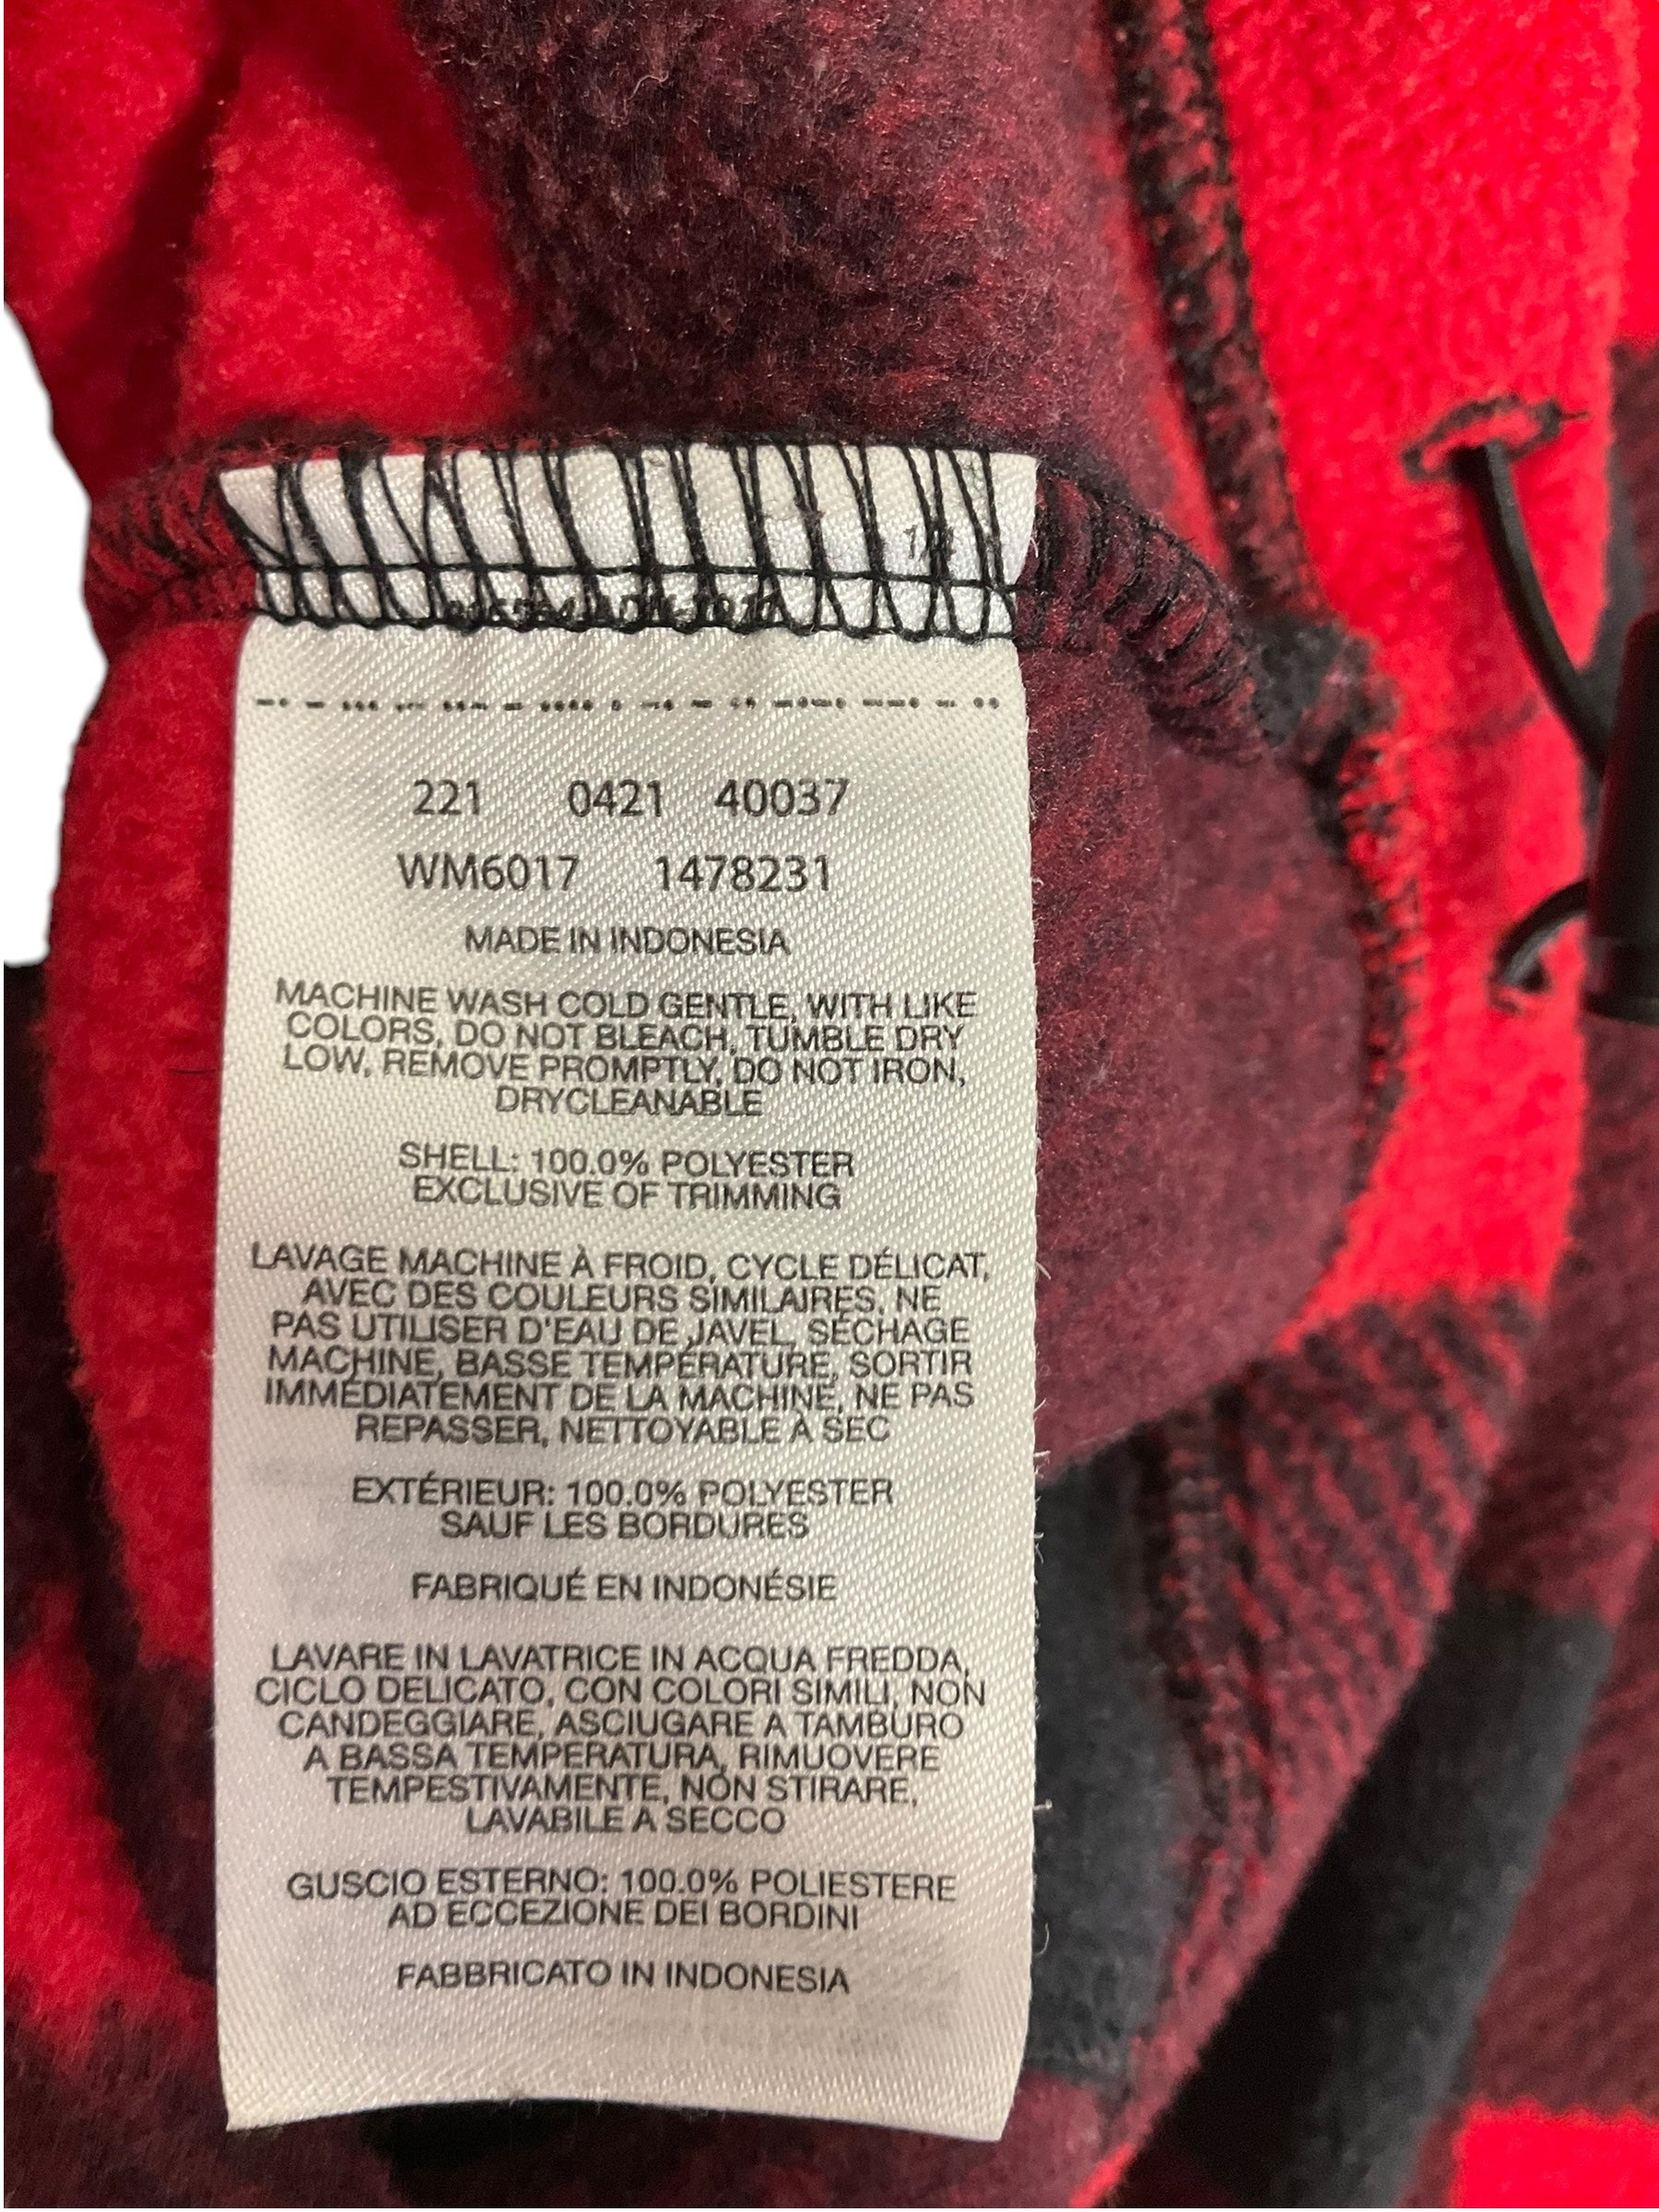 221 0421 40037
WM6017 1478231
MADE IN INDONESIA
MACHINE WASH COLD GENTLE, WITH LIKE
COLORS, DO NOT BLEACH, TUMBLE DRY
LOW, REMOVE PROMPTLY, DO NOT IRON,
DRYCLEANABLE
SHELL: 100.0% POLYESTER
EXCLUSIVE OF TRIMMING
LAVAGE MACHINE À FROID, CYCLE DÉLICAT,
AVEC DES COULEURS SIMILAIRES, NE
PAS UTILISER D'EAU DE JAVEL, SÉCHAGE
MACHINE, BASSE TEMPÉRATURE, SORTIR
IMMÉDIATEMENT DE LA MACHINE, NE PAS
REPASSER, NETTOYABLE À SEC
EXTÉRIEUR: 100.0% POLYESTER
SAUF LES BORDURES
FABRIQUÉ EN INDONÉSIE
LAVARE IN LAVATRICE IN ACQUA FREDDA,
CICLO DELICATO, CON COLORI SIMILI, NON
CANDEGGIARE, ASCIUGARE A TAMBURO
A BASSA TEMPERATURA, RIMUOVERE
TEMPESTIVAMENTE, NON STIRARE,
LAVABILE A SECCO
GUSCIO ESTERNO: 100.0% POLIESTERE
AD ECCEZIONE DEI BORDINI
FABBRICATO IN INDONESIA